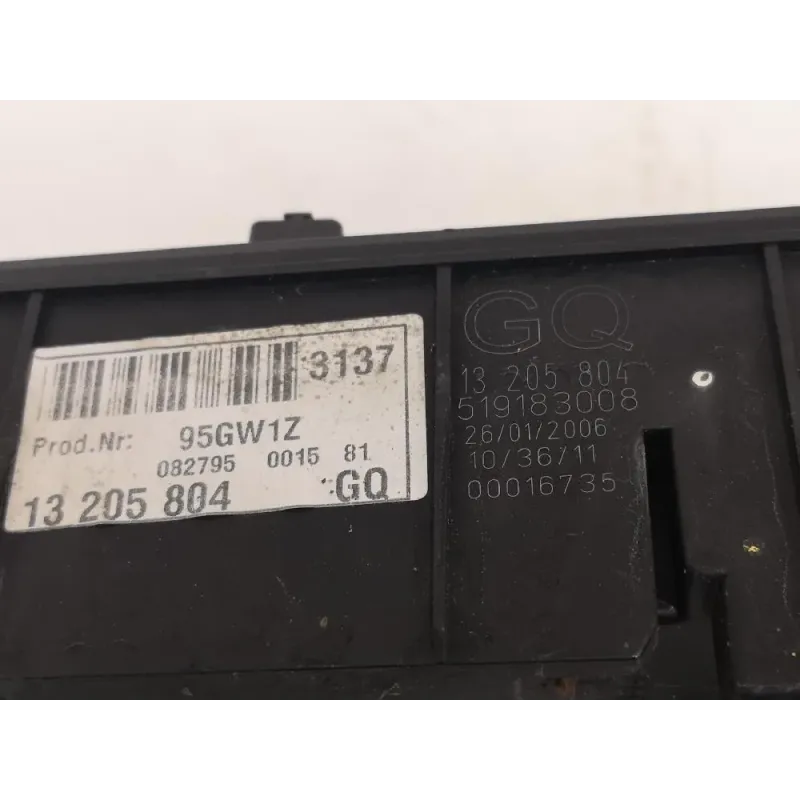 3137
Prod.Nr: 95GW1Z
082795 0015 81
13 205 804 GQ
GQ
13 205 804
519183008
26/01/2006
10/36/11
00016735